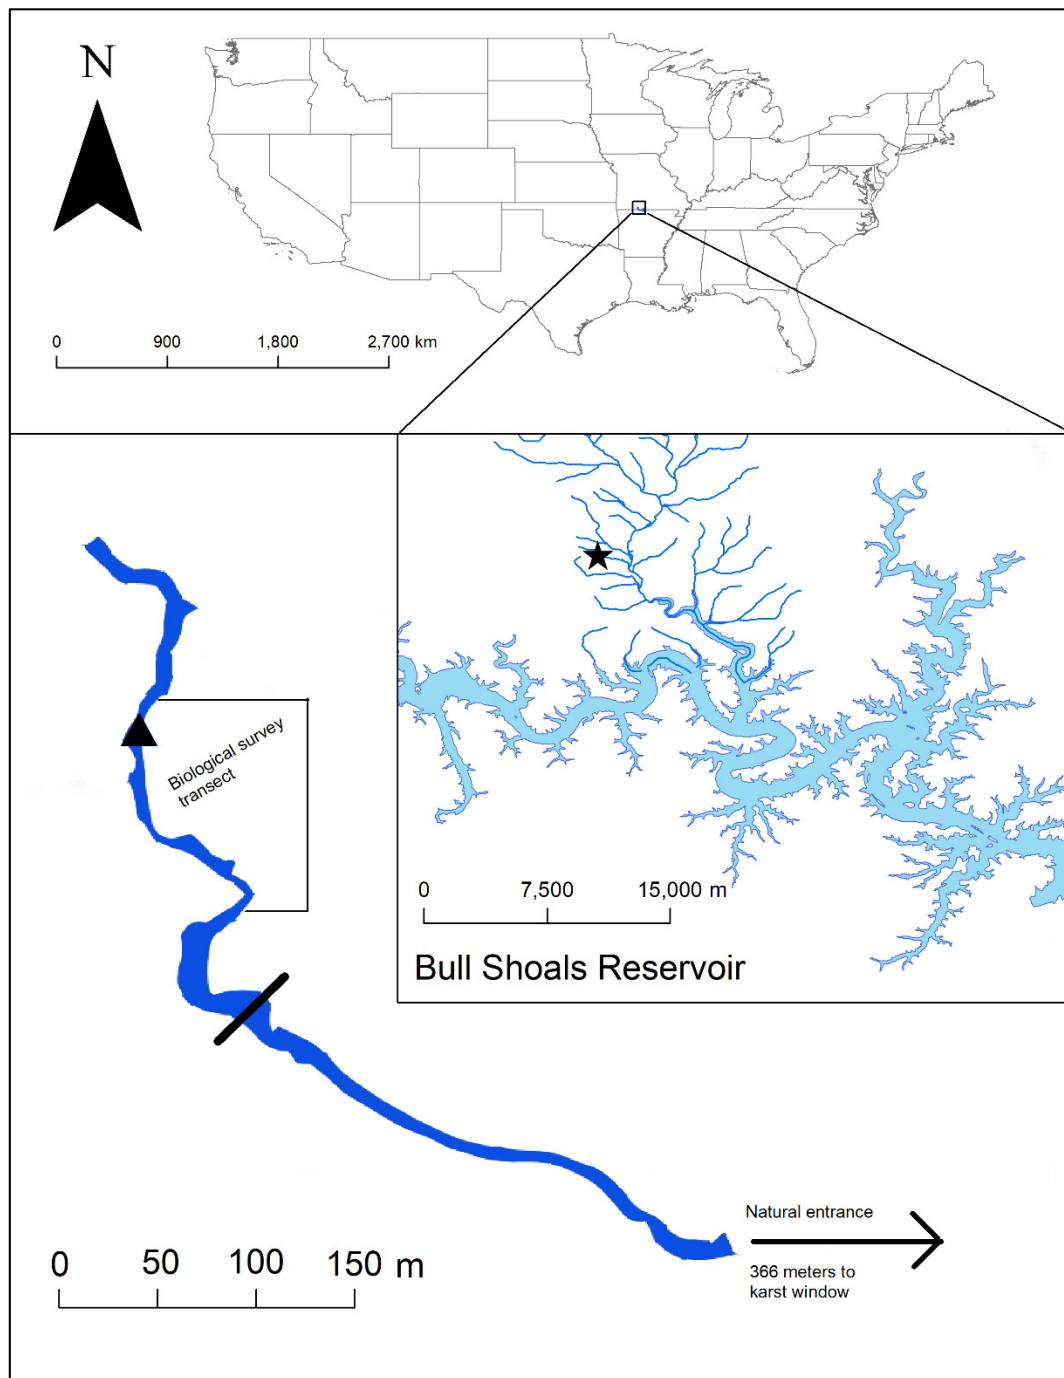 N
0 900 1,800 2,700 km
Biological survey
transect
0 7,500 15,000 m
Bull Shoals Reservoir
Natural entrance
366 meters to
karst window
0 50 100 150 m